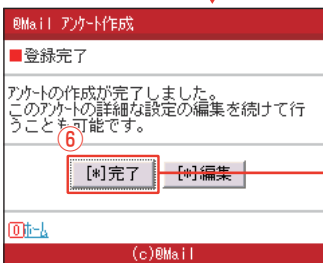 @Mail ｱﾝｹｰﾄ作成
■登録完了
ｱﾝｹｰﾄの作成が完了しました。
このｱﾝｹｰﾄの詳細な設定の編集を続けて行
うことも可能です。
⑥
[*]完了 [*]編集
0ﾎｰﾑ
(c)@Mail